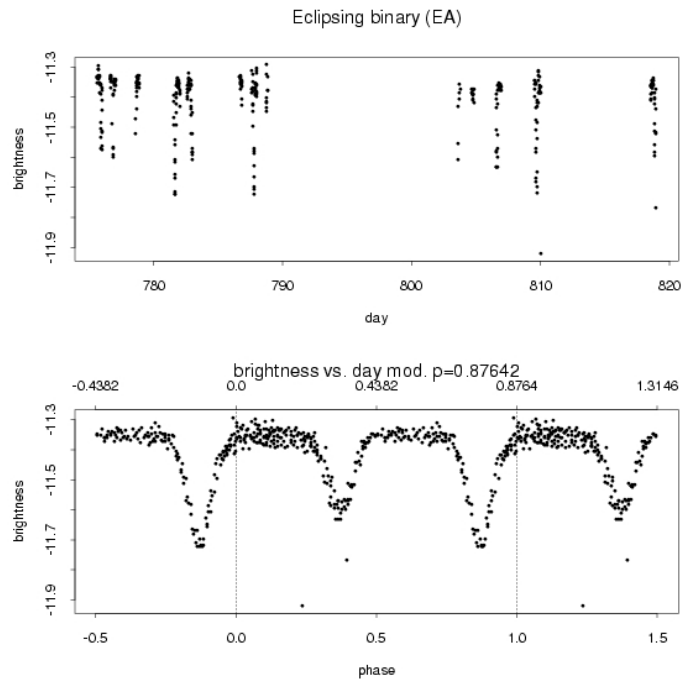 Eclipsing binary (EA)
-11.3
-11.5
-11.7
-11.9
brightness
780 790 800 810 820
day
brightness vs. day mod. p=0.87642
-0.4382 0.0 0.4382 0.8764 1.3146
-11.3
-11.5
-11.7
-11.9
brightness
-0.5 0.0 0.5 1.0 1.5
phase